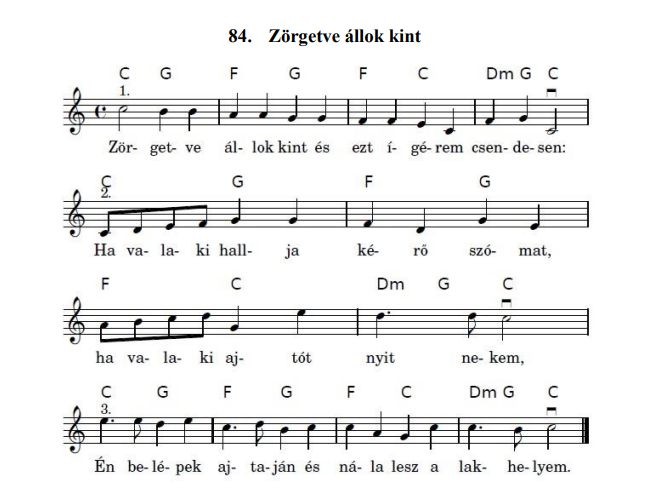 84. Zörgetve állok kint
C G F G F C Dm G C
1.
Zör- get- ve ál- lok kint és ezt í- gé- rem csen- de- sen:
C G F G
2.
Ha va- la- ki hall- ja ké- rő szó- mat,
F C Dm G C
ha va- la- ki aj- tót nyit ne- kem,
C G F G F C Dm G C
3.
Én be- lé- pek aj- ta- ján és ná- la lesz a lak- he- lyem.